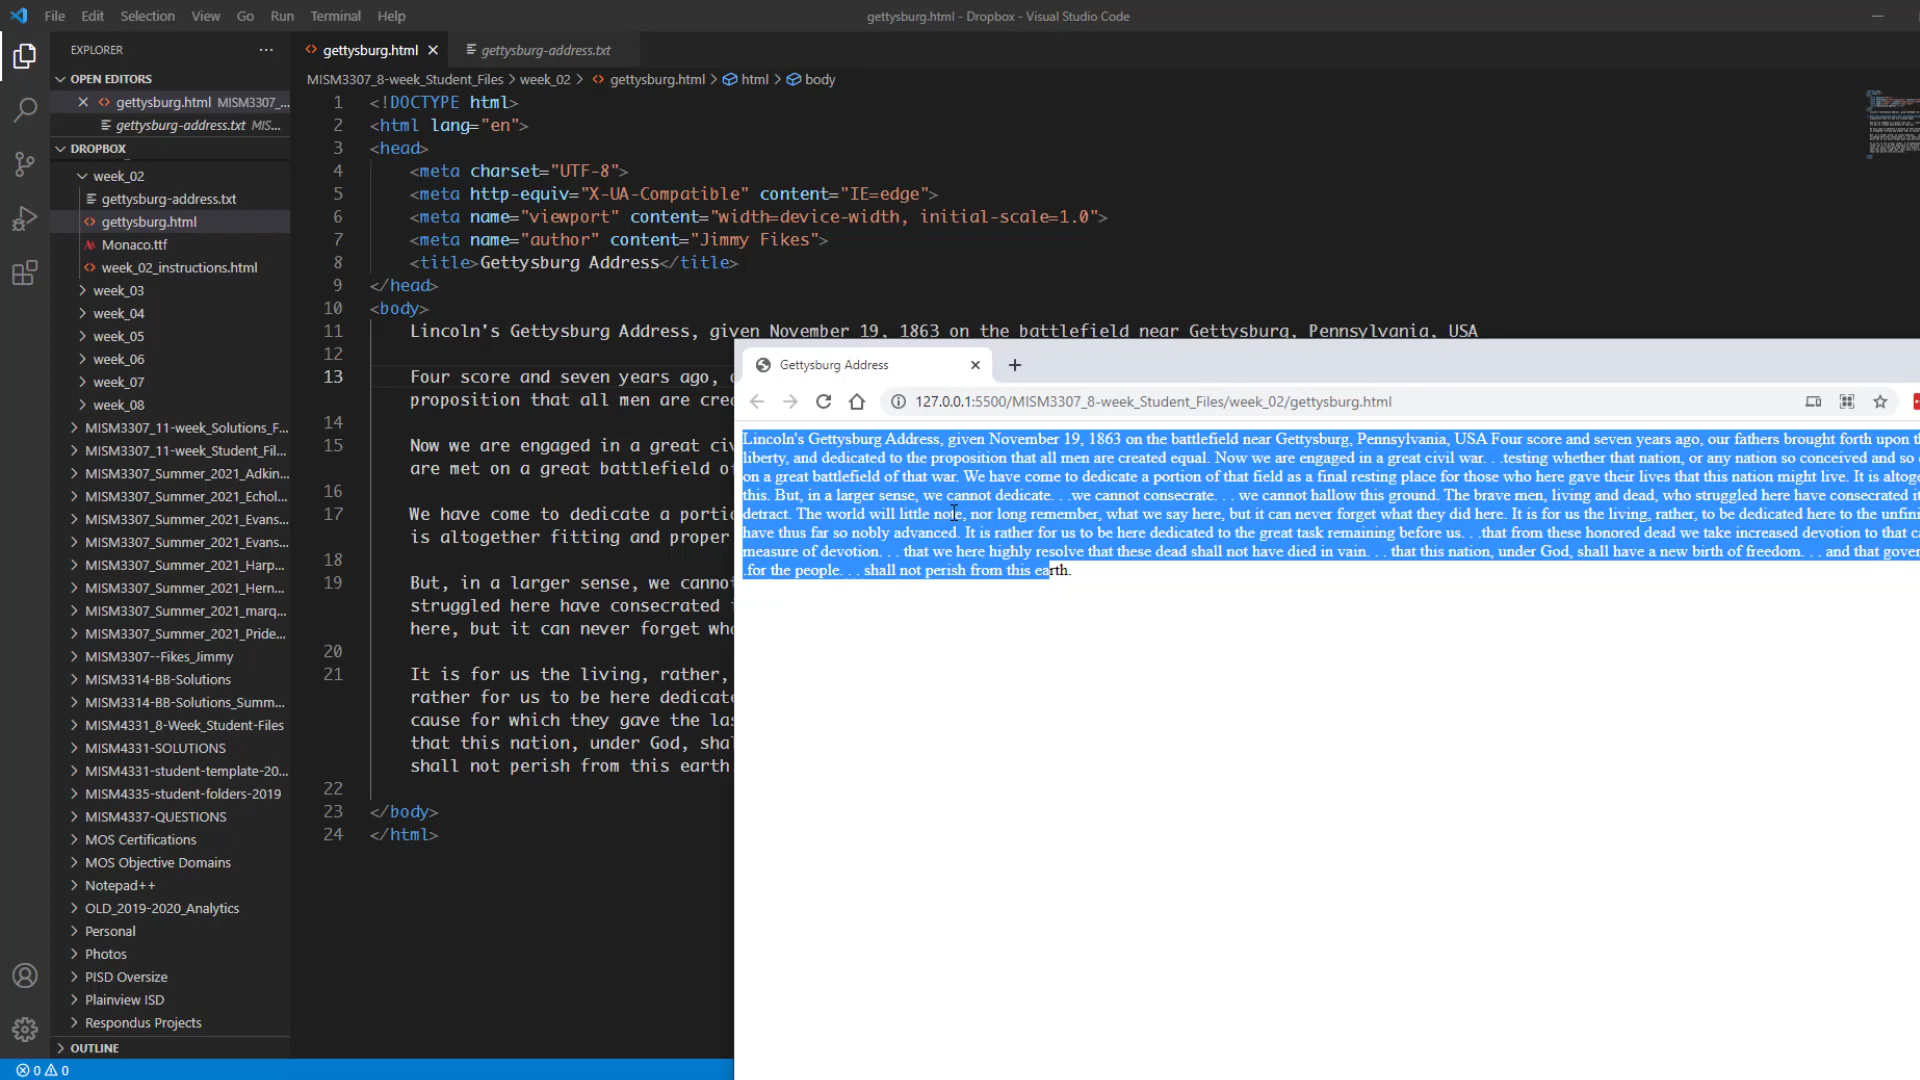 File Edit Selection View Go Run Terminal Help
gettysburg.html - Dropbox - Visual Studio Code
EXPLORER
OPEN EDITORS
gettysburg.html MISM3307_...
gettysburg-address.txt MIS...
DROPBOX
week_02
gettysburg-address.txt
gettysburg.html
Monaco.ttf
week_02_instructions.html
week_03
week_04
week_05
week_06
week_07
week_08
MISM3307_11-week_Solutions_F...
MISM3307_11-week_Student_Fil...
MISM3307_Summer_2021_Adkin...
MISM3307_Summer_2021_Echol...
MISM3307_Summer_2021_Evans...
MISM3307_Summer_2021_Evans...
MISM3307_Summer_2021_Harp...
MISM3307_Summer_2021_Hern...
MISM3307_Summer_2021_marq...
MISM3307_Summer_2021_Pride...
MISM3307--Fikes_Jimmy
MISM3314-BB-Solutions
MISM3314-BB-Solutions_Summ...
MISM4331_8-Week_Student-Files
MISM4331-SOLUTIONS
MISM4331-student-template-20...
MISM4335-student-folders-2019
MISM4337-QUESTIONS
MOS Certifications
MOS Objective Domains
Notepad++
OLD_2019-2020_Analytics
Personal
Photos
PISD Oversize
Plainview ISD
Respondus Projects
OUTLINE
0 0
gettysburg.html gettysburg-address.txt
MISM3307_8-week_Student_Files > week_02 > gettysburg.html > html > body
1 <!DOCTYPE html>
2 <html lang="en">
3 <head>
4 <meta charset="UTF-8">
5 <meta http-equiv="X-UA-Compatible" content="IE=edge">
6 <meta name="viewport" content="width=device-width, initial-scale=1.0">
7 <meta name="author" content="Jimmy Fikes">
8 <title>Gettysburg Address</title>
9 </head>
10 <body>
11 Lincoln's Gettysburg Address, given November 19, 1863 on the battlefield near Gettysburg, Pennsylvania, USA
12
13 Four score and seven years ago,
proposition that all men are crea
14
15 Now we are engaged in a great civ
are met on a great battlefield of
16
17 We have come to dedicate a portio
is altogether fitting and proper
18
19 But, in a larger sense, we cannot
struggled here have consecrated
here, but it can never forget wha
20
21 It is for us the living, rather,
rather for us to be here dedicate
cause for which they gave the las
that this nation, under God, shal
shall not perish from this earth
22
23 </body>
24 </html>
Gettysburg Address
127.0.0.1:5500/MISM3307_8-week_Student_Files/week_02/gettysburg.html
Lincoln's Gettysburg Address, given November 19, 1863 on the battlefield near Gettysburg, Pennsylvania, USA Four score and seven years ago, our fathers brought forth upon
liberty, and dedicated to the proposition that all men are created equal. Now we are engaged in a great civil war. . .testing whether that nation, or any nation so conceived and so
on a great battlefield of that war. We have come to dedicate a portion of that field as a final resting place for those who here gave their lives that this nation might live. It is
this. But, in a larger sense, we cannot dedicate. . .we cannot consecrate. . . we cannot hallow this ground. The brave men, living and dead, who struggled here have consecrated
detract. The world will little note, nor long remember, what we say here, but it can never forget what they did here. It is for us the living, rather, to be dedicated here to the
have thus far so nobly advanced. It is rather for us to be here dedicated to the great task remaining before us. . .that from these honored dead we take increased devotion to that
measure of devotion. . . that we here highly resolve that these dead shall not have died in vain. . . that this nation, under God, shall have a new birth of freedom. . . and that
.for the people. . . shall not perish from this earth.